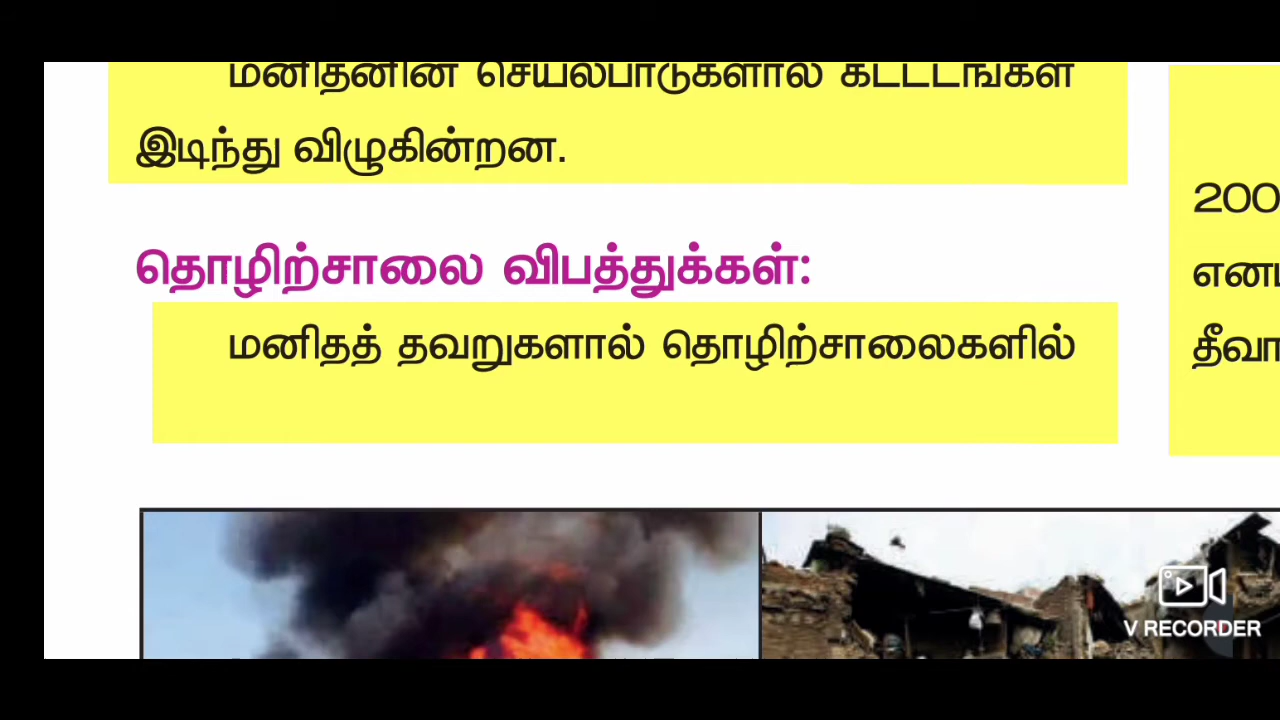 மனிதனின் செயல்பாடுகளால் கட்டடங்கள்
இடிந்து விழுகின்றன.
தொழிற்சாலை விபத்துக்கள்:
மனிதத் தவறுகளால் தொழிற்சாலைகளில்
200
V RECORDER